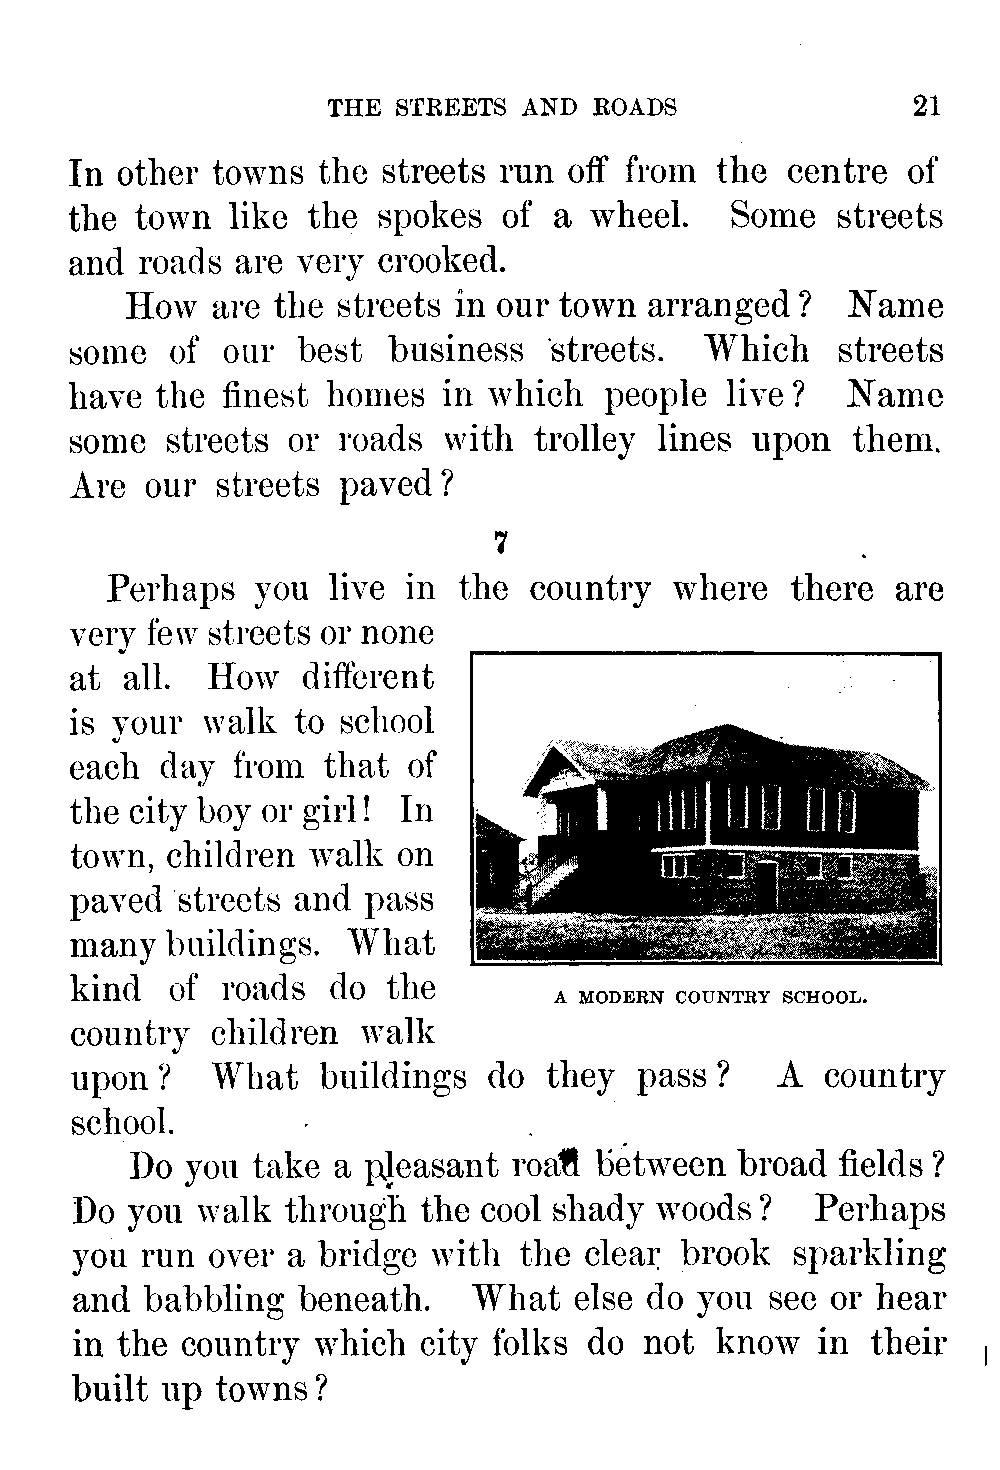 THE STREETS AND ROADS 21
In other towns the streets run off from the centre of
the town like the spokes of a wheel. Some streets
and roads are very crooked.
How are the streets in our town arranged? Name
some of our best business streets. Which streets
have the finest homes in which people live? Name
some streets or roads with trolley lines upon them.
Are our streets paved?
7
Perhaps you live in the country where there are
very few streets or none
at all. How different
is your walk to school
each day from that of
the city boy or girl! In
town, children walk on
paved streets and pass
many buildings. What
kind of roads do the
country children walk
upon? What buildings do they pass? A country
school.
A MODERN COUNTRY SCHOOL.
Do you take a pleasant road between broad fields?
Do you walk through the cool shady woods? Perhaps
you run over a bridge with the clear brook sparkling
and babbling beneath. What else do you see or hear
in the country which city folks do not know in their
built up towns?